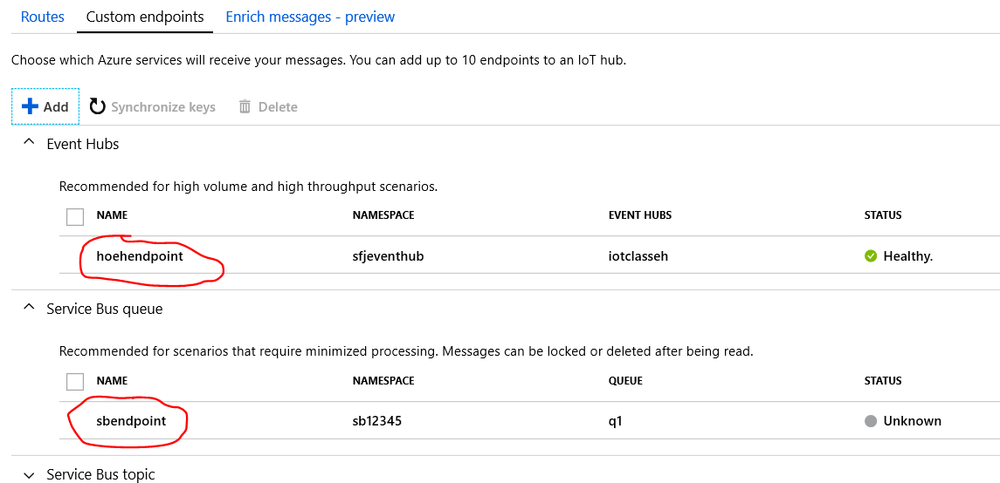 Routes Custom endpoints Enrich messages - preview
Choose which Azure services will receive your messages. You can add up to 10 endpoints to an IoT hub.
Add Synchronize keys Delete
Event Hubs
Recommended for high volume and high throughput scenarios.
NAME NAMESPACE EVENT HUBS STATUS
hoehendpoint sfjeventhub iotclasseh Healthy.
Service Bus queue
Recommended for scenarios that require minimized processing. Messages can be locked or deleted after being read.
NAME NAMESPACE QUEUE STATUS
sbendpoint sb12345 q1 Unknown
Service Bus topic